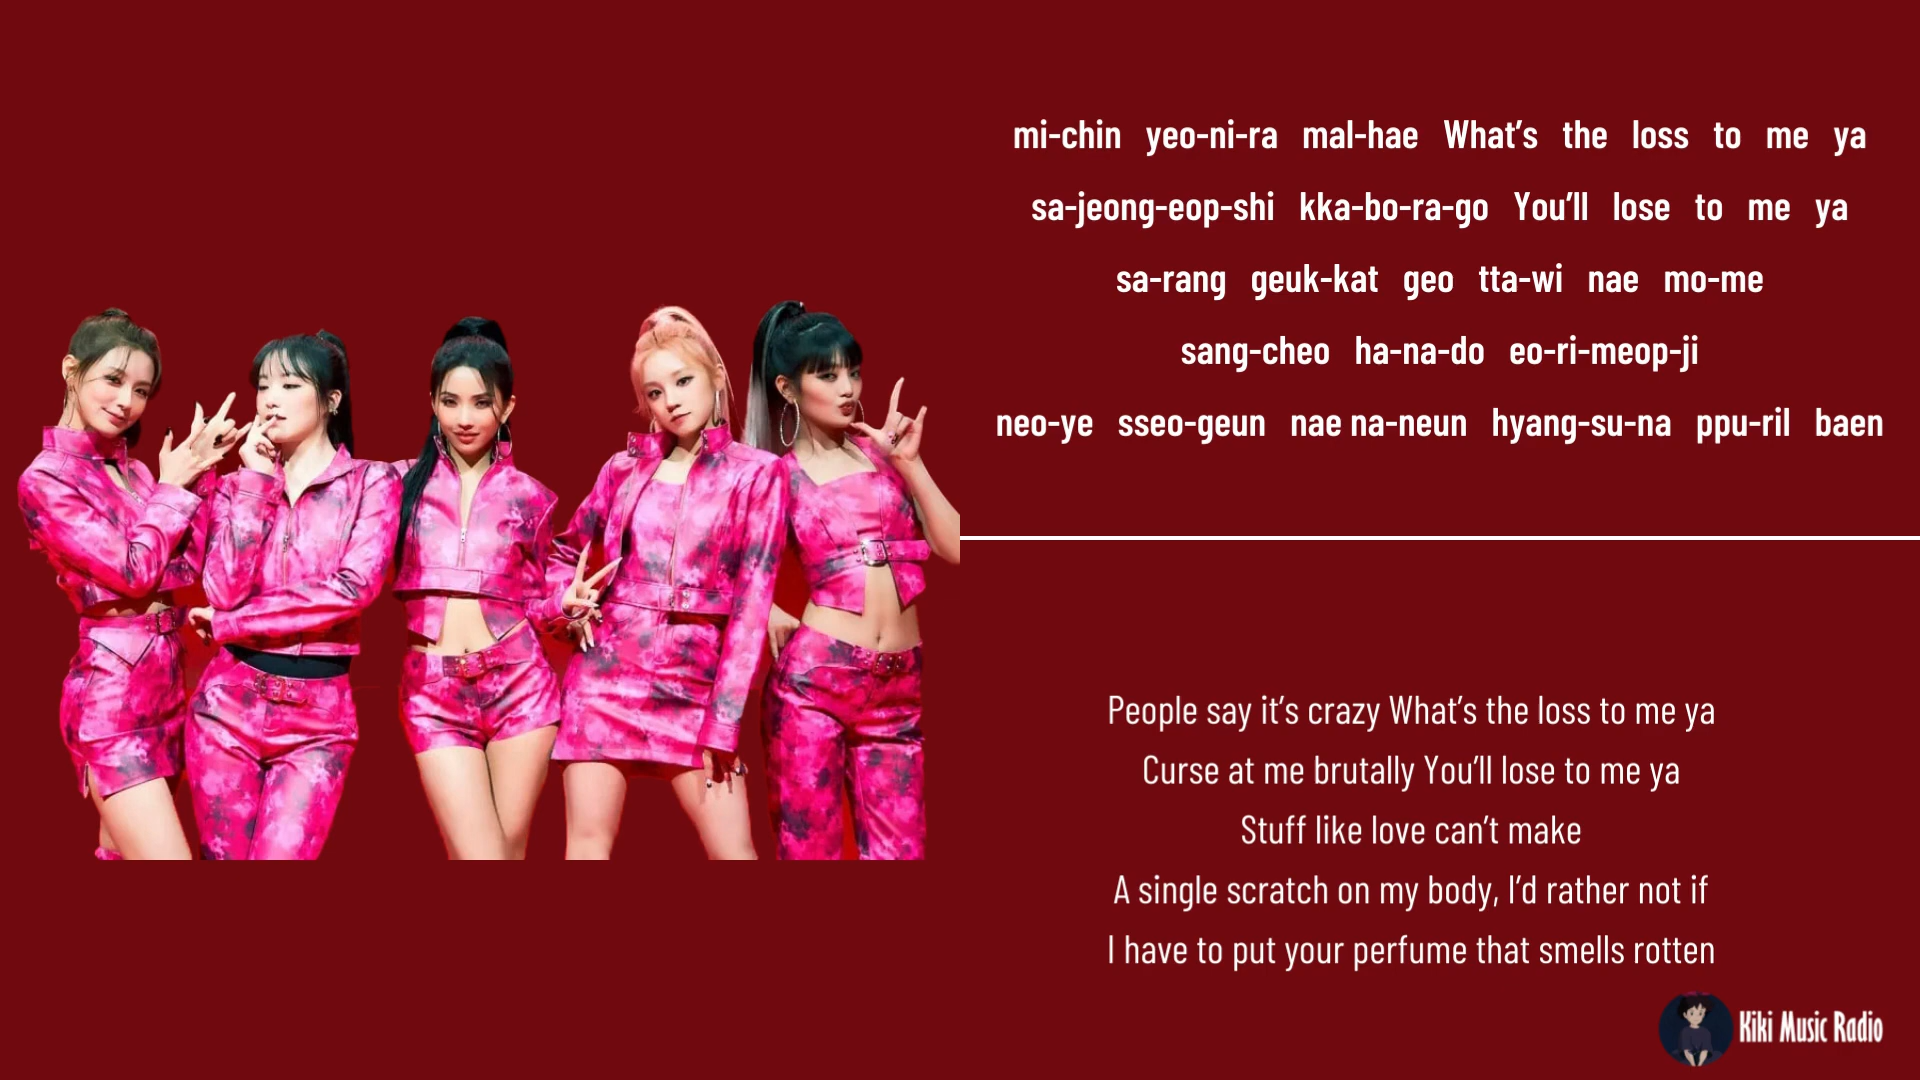 mi-chin yeo-ni-ra mal-hae What’s the loss to me ya
sa-jeong-eop-shi kka-bo-ra-go You’ll lose to me ya
sa-rang geuk-kat geo tta-wi nae mo-me
sang-cheo ha-na-do eo-ri-meop-ji
neo-ye sseo-geun nae na-neun hyang-su-na ppu-ril baen
People say it’s crazy What’s the loss to me ya
Curse at me brutally You’ll lose to me ya
Stuff like love can’t make
A single scratch on my body, I’d rather not if
I have to put your perfume that smells rotten
Kiki Music Radio